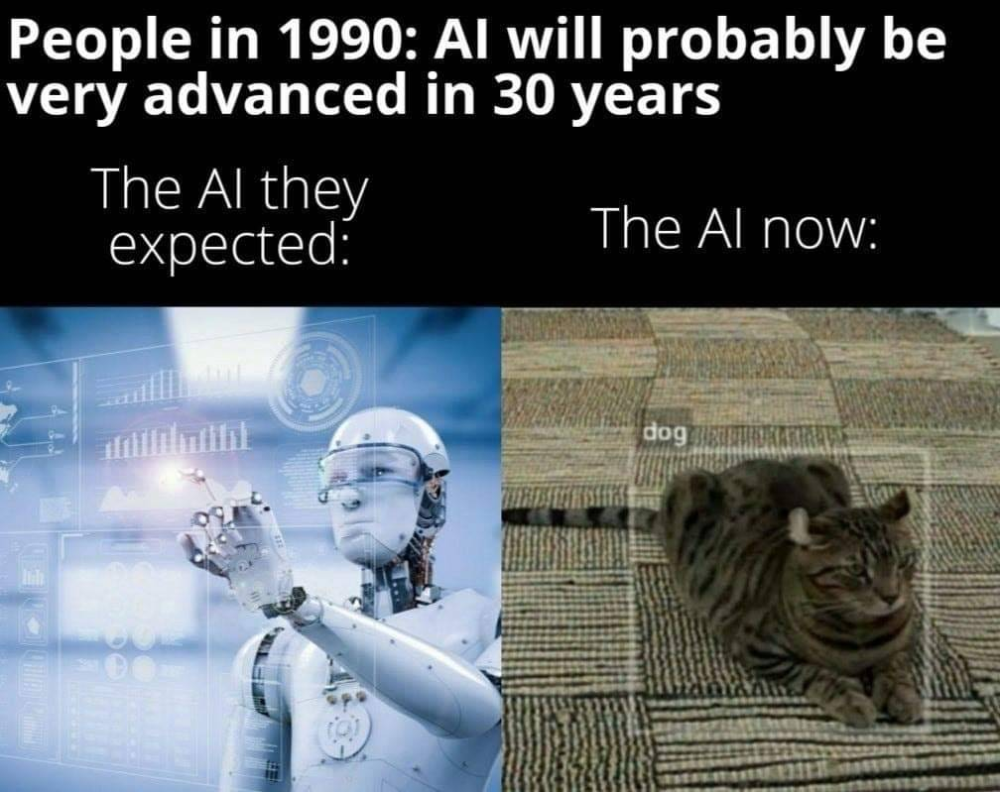 People in 1990: AI will probably be
very advanced in 30 years
The AI they
expected:
The AI now:
dog